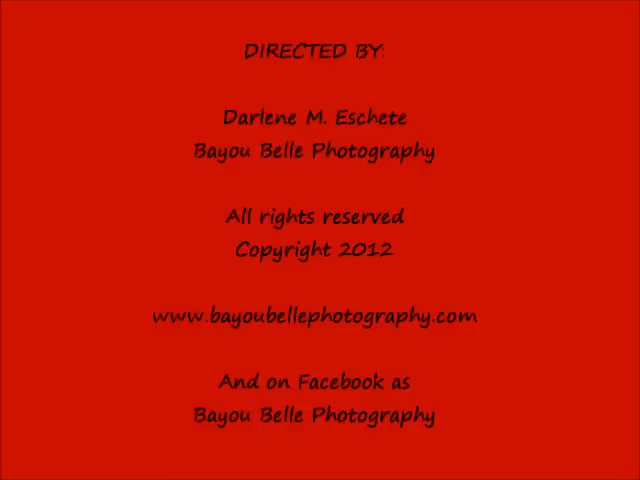 DIRECTED BY:
Darlene M. Eschete
Bayou Belle Photography
All rights reserved
Copyright 2012
www.bayoubellephotography.com
And on Facebook as
Bayou Belle Photography